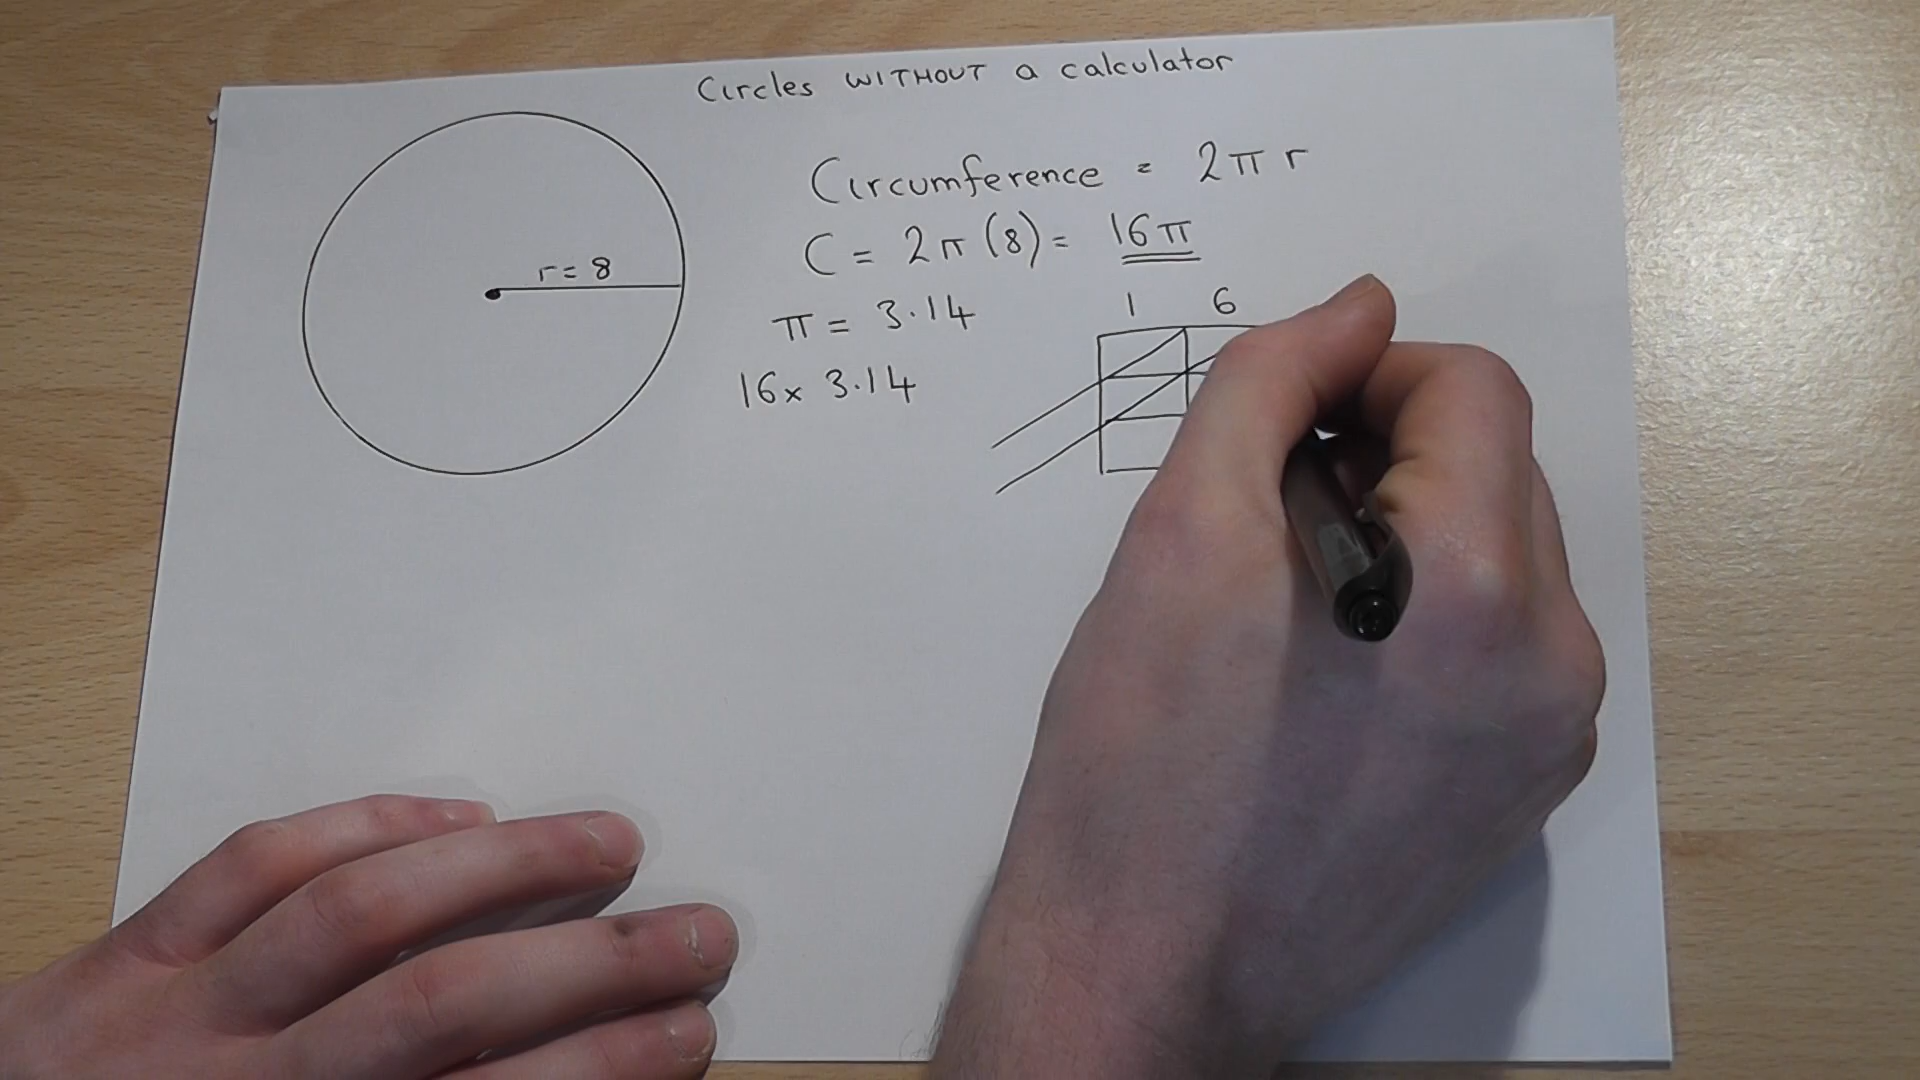 Circles WITHOUT a calculator
r = 8
Circumference = 2π r
C = 2π (8) = 16π
π = 3.14
16 x 3.14
1 6